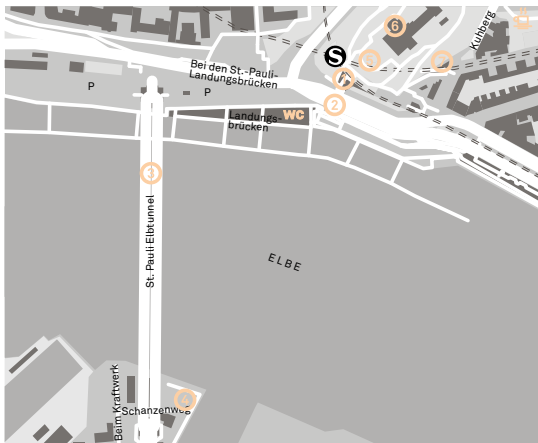 6
Kuhberg
S
Bei den St.-Pauli-
Landungsbrücken
P
P
2
Landungs-
brücken
WC
3
St. Pauli Elbtunnel
ELBE
Beim Kraftwerk
Schanzenweg
4